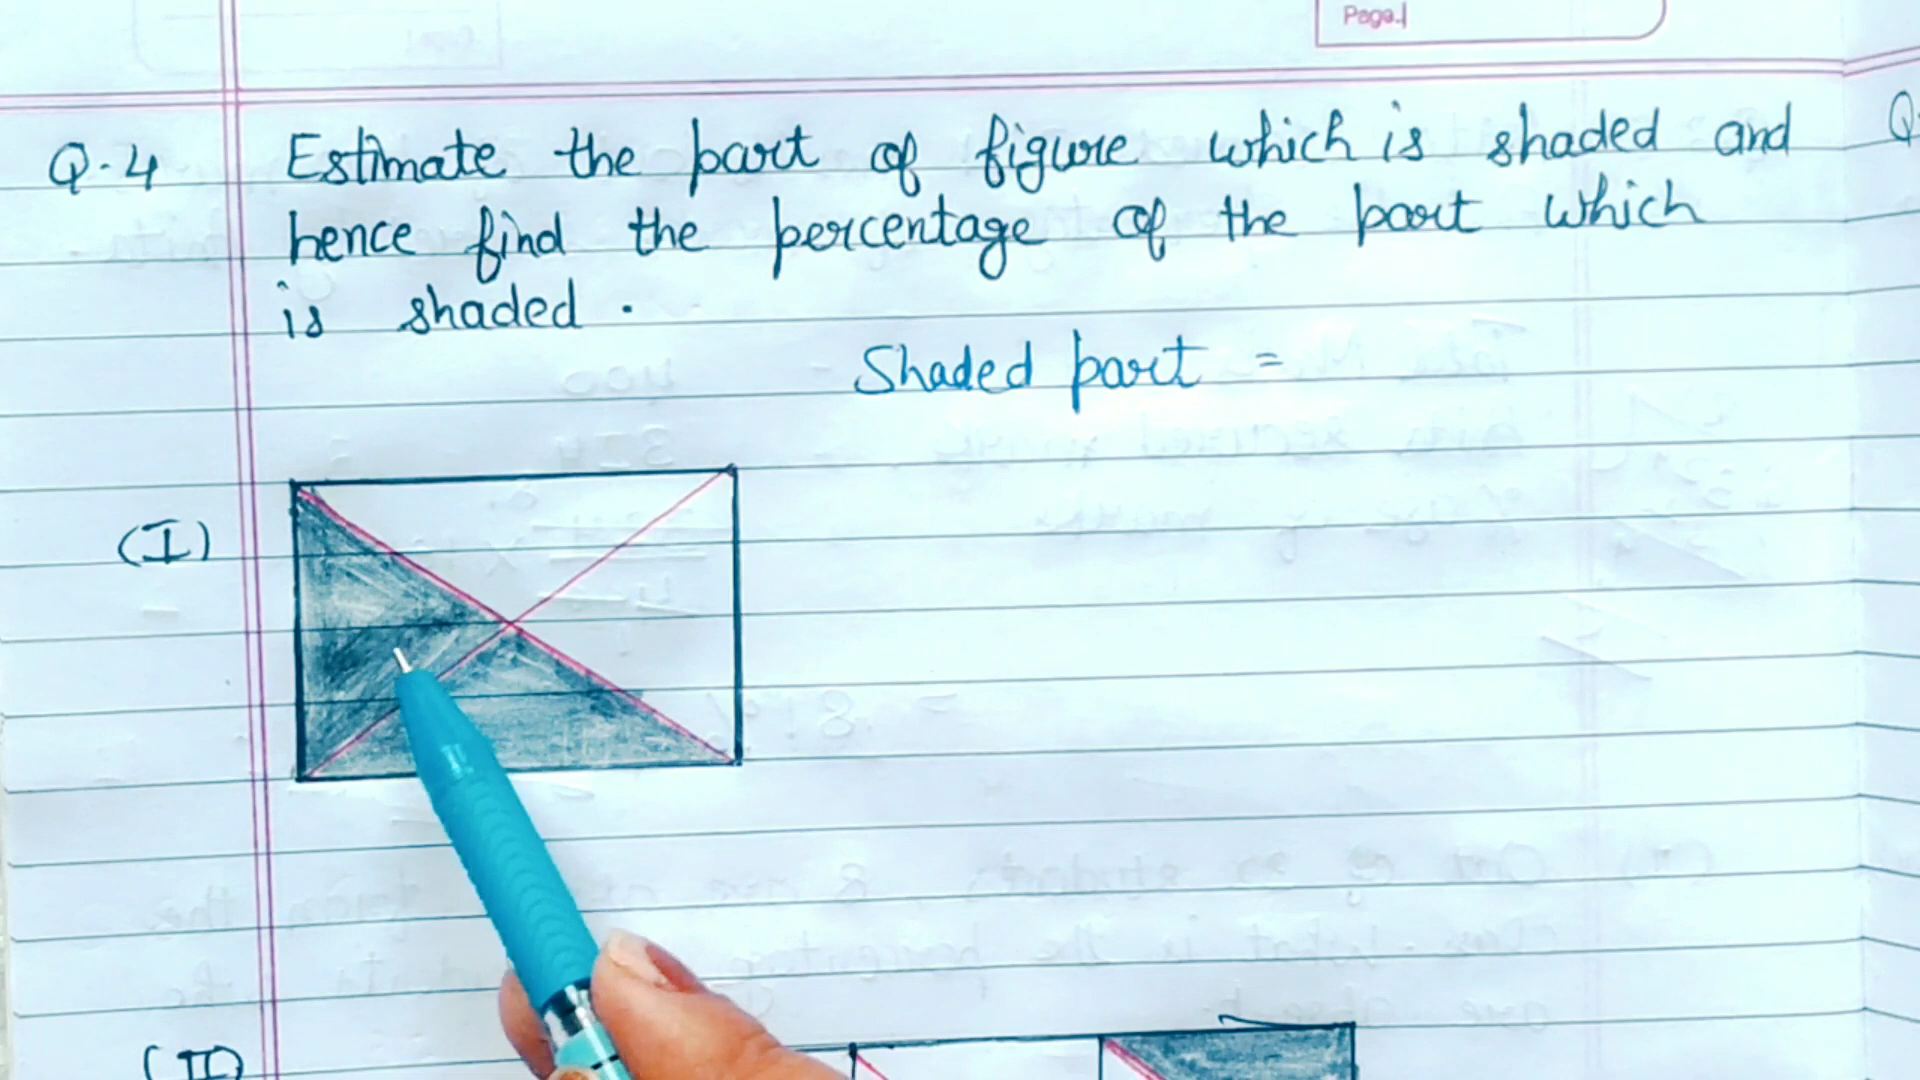 Page.
Q.4 Estimate the part of figure which is shaded and
hence find the percentage of the part which
is shaded.
Shaded part =
(I)
(II)